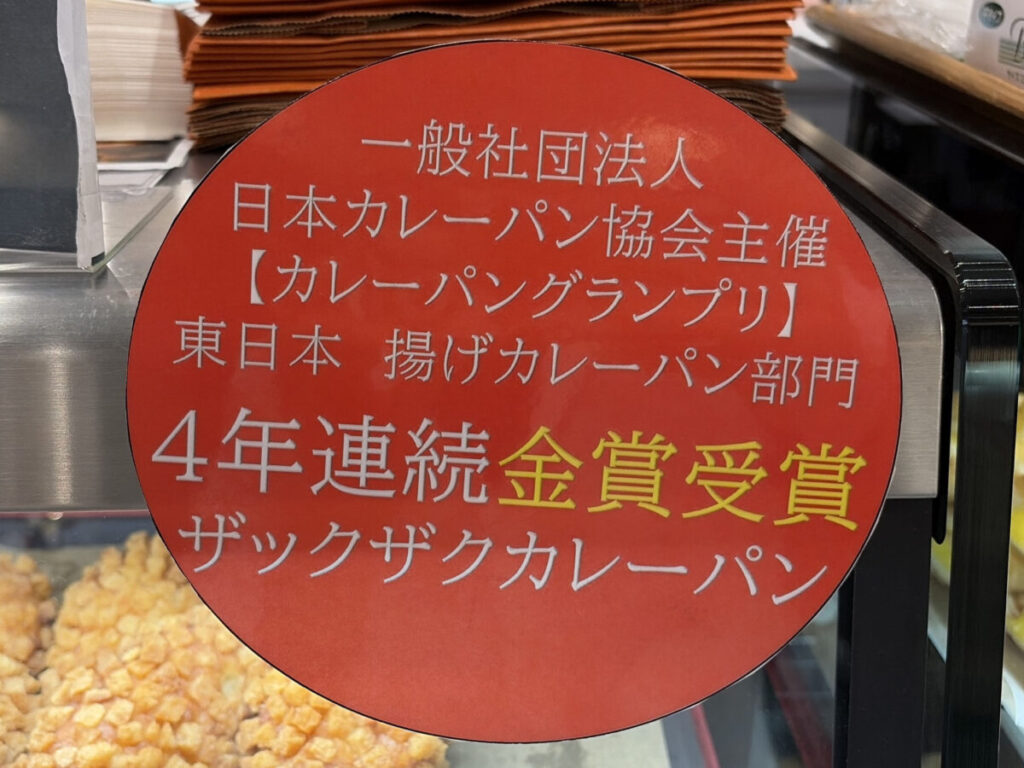 一般社団法人
日本カレーパン協会主催
【カレーパングランプリ】
東日本　揚げカレーパン部門
4年連続金賞受賞
ザックザクカレーパン